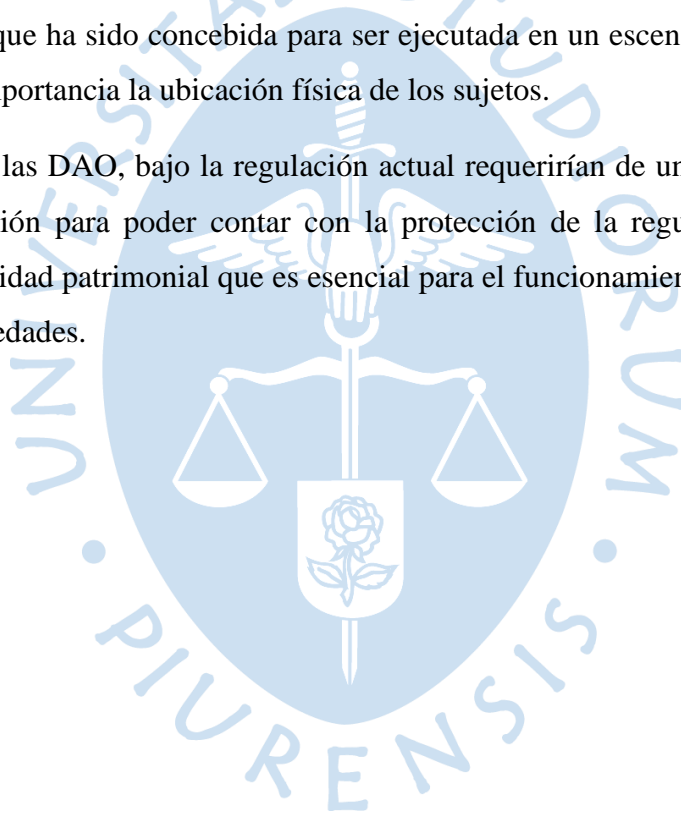 que ha sido concebida para ser ejecutada en un escen
portancia la ubicación física de los sujetos.
las DAO, bajo la regulación actual requerirían de un
ión para poder contar con la protección de la regu
idad patrimonial que es esencial para el funcionamien
edades.
UNIVERSITAS STUDIORUM
PIURENSIS